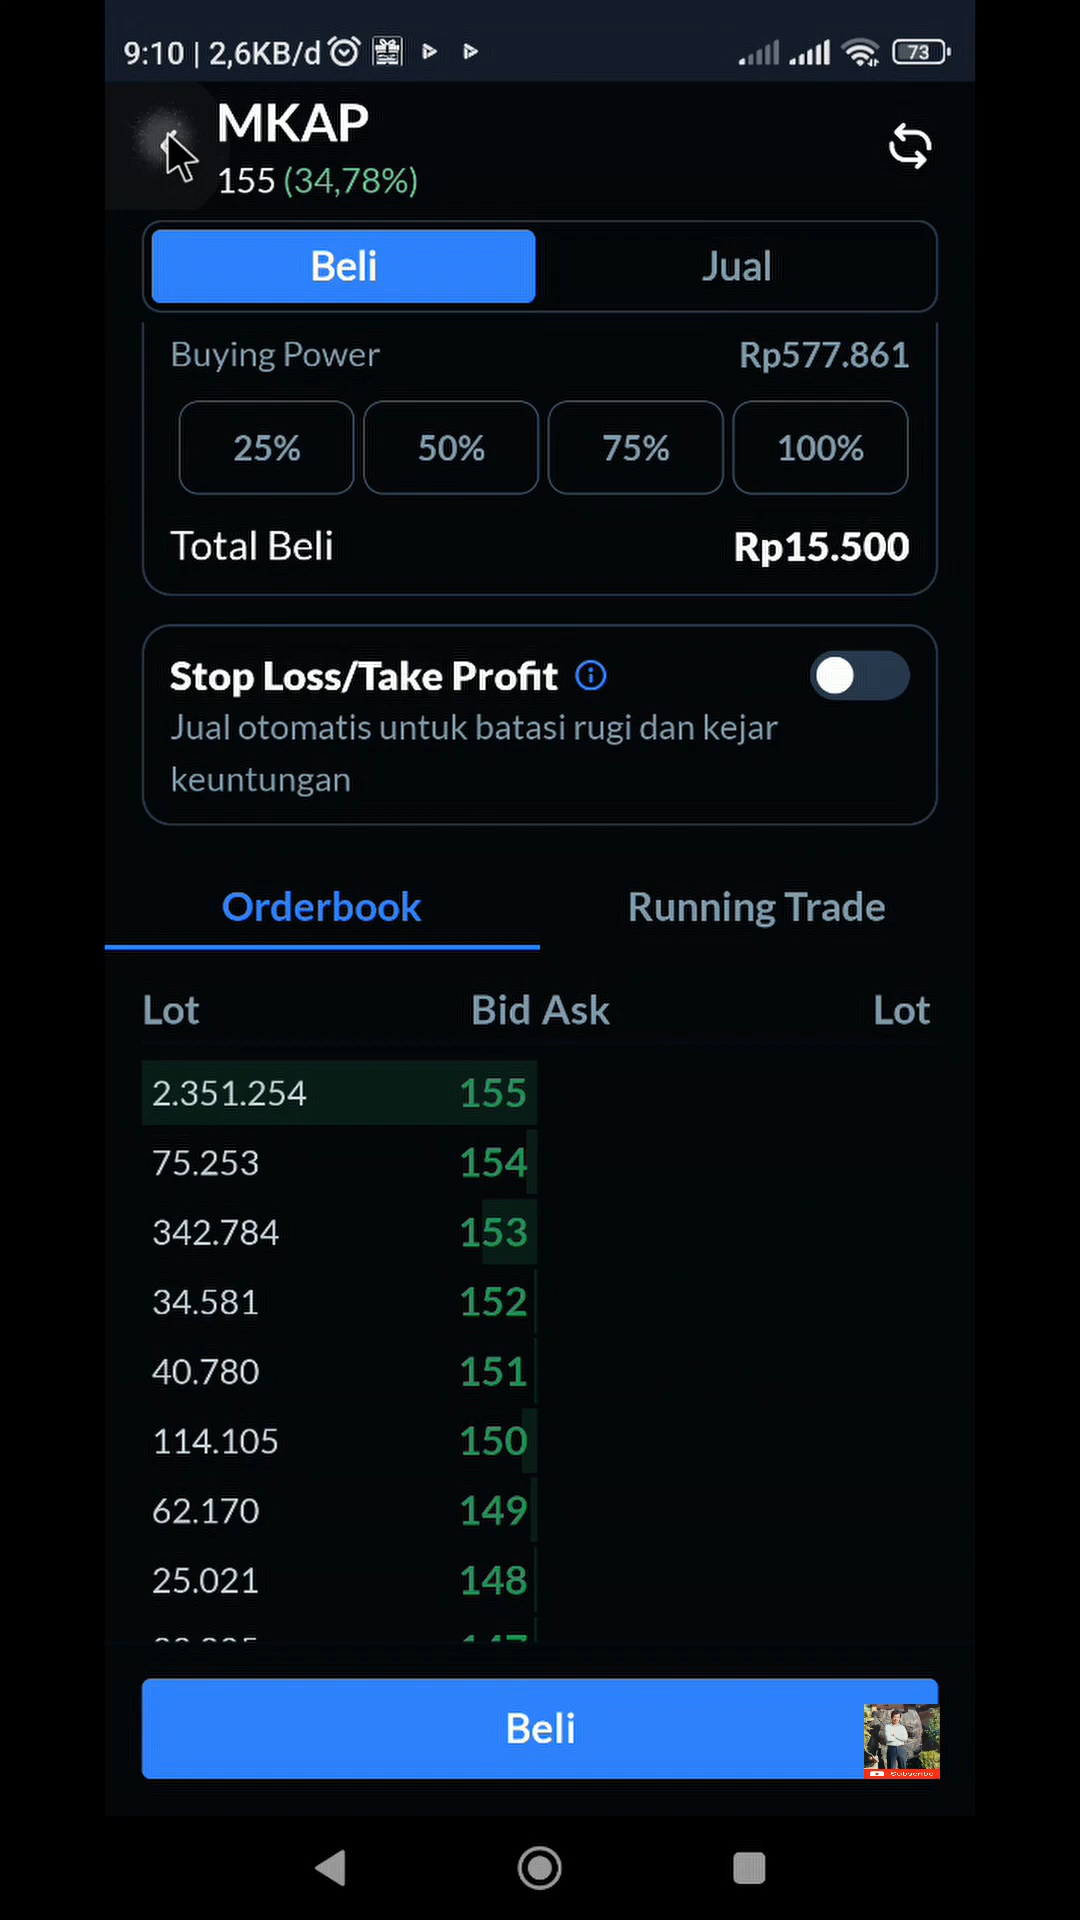 9:10 | 2,6KB/d
73
MKAP
155 (34,78%)
Beli
Jual
Buying Power
Rp577.861
25%
50%
75%
100%
Total Beli
Rp15.500
Stop Loss/Take Profit
Jual otomatis untuk batasi rugi dan kejar
keuntungan
Orderbook
Running Trade
Lot
Bid Ask
Lot
2.351.254
155
75.253
154
342.784
153
34.581
152
40.780
151
114.105
150
62.170
149
25.021
148
147
Beli
Subscribe